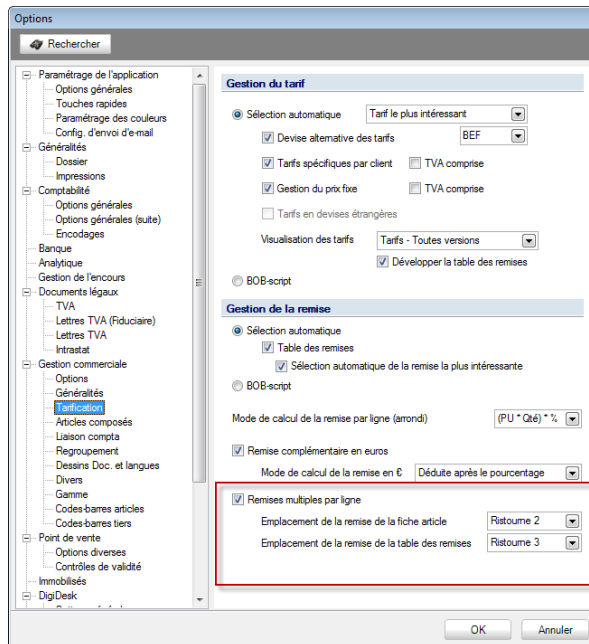 Options
Rechercher
Paramétrage de l'application
Options générales
Touches rapides
Paramétrage des couleurs
Config. d'envoi d'e-mail
Généralités
Dossier
Impressions
Comptabilité
Options générales
Options générales (suite)
Encodages
Banque
Analytique
Gestion de l'encours
Documents légaux
TVA
Lettres TVA (Fiduciaire)
Lettres TVA
Intrastat
Gestion commerciale
Options
Généralités
Tarification
Articles composés
Liaison compta
Regroupement
Dessins Doc. et langues
Divers
Gamme
Codes-barres articles
Codes-barres tiers
Point de vente
Options diverses
Contrôles de validité
Immobilisés
DigiDesk
Gestion du tarif
Sélection automatique Tarif le plus intéressant
Devise alternative des tarifs BEF
Tarifs spécifiques par client TVA comprise
Gestion du prix fixe TVA comprise
Tarifs en devises étrangères
Visualisation des tarifs Tarifs - Toutes versions
Développer la table des remises
BOB-script
Gestion de la remise
Sélection automatique
Table des remises
Sélection automatique de la remise la plus intéressante
BOB-script
Mode de calcul de la remise par ligne (arrondi) (PU * Qté) * %
Remise complémentaire en euros
Mode de calcul de la remise en € Déduite après le pourcentage
Remises multiples par ligne
Emplacement de la remise de la fiche article Ristourne 2
Emplacement de la remise de la table des remises Ristourne 3
OK Annuler